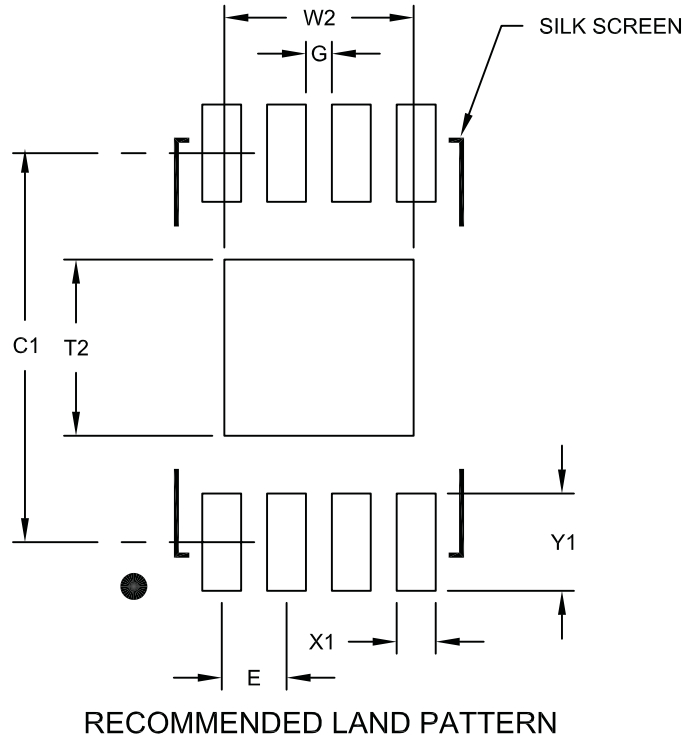 W2
SILK SCREEN
G
C1
T2
Y1
X1
E
RECOMMENDED LAND PATTERN